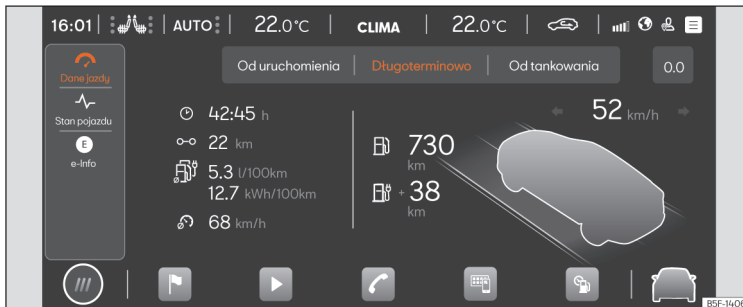 16:01 AUTO 22.0°C CLIMA 22.0°C
Dane jazdy
Stan pojazdu
E
e-Info
Od uruchomienia Długoterminowo Od tankowania 0.0
42:45 h
22 km
5.3 l/100km
12.7 kWh/100km
68 km/h
730
km
+ 38
km
52 km/h
B5F-1406